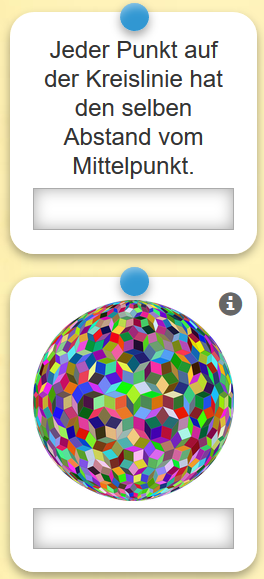 Jeder Punkt auf
der Kreislinie hat
den selben
Abstand vom
Mittelpunkt.